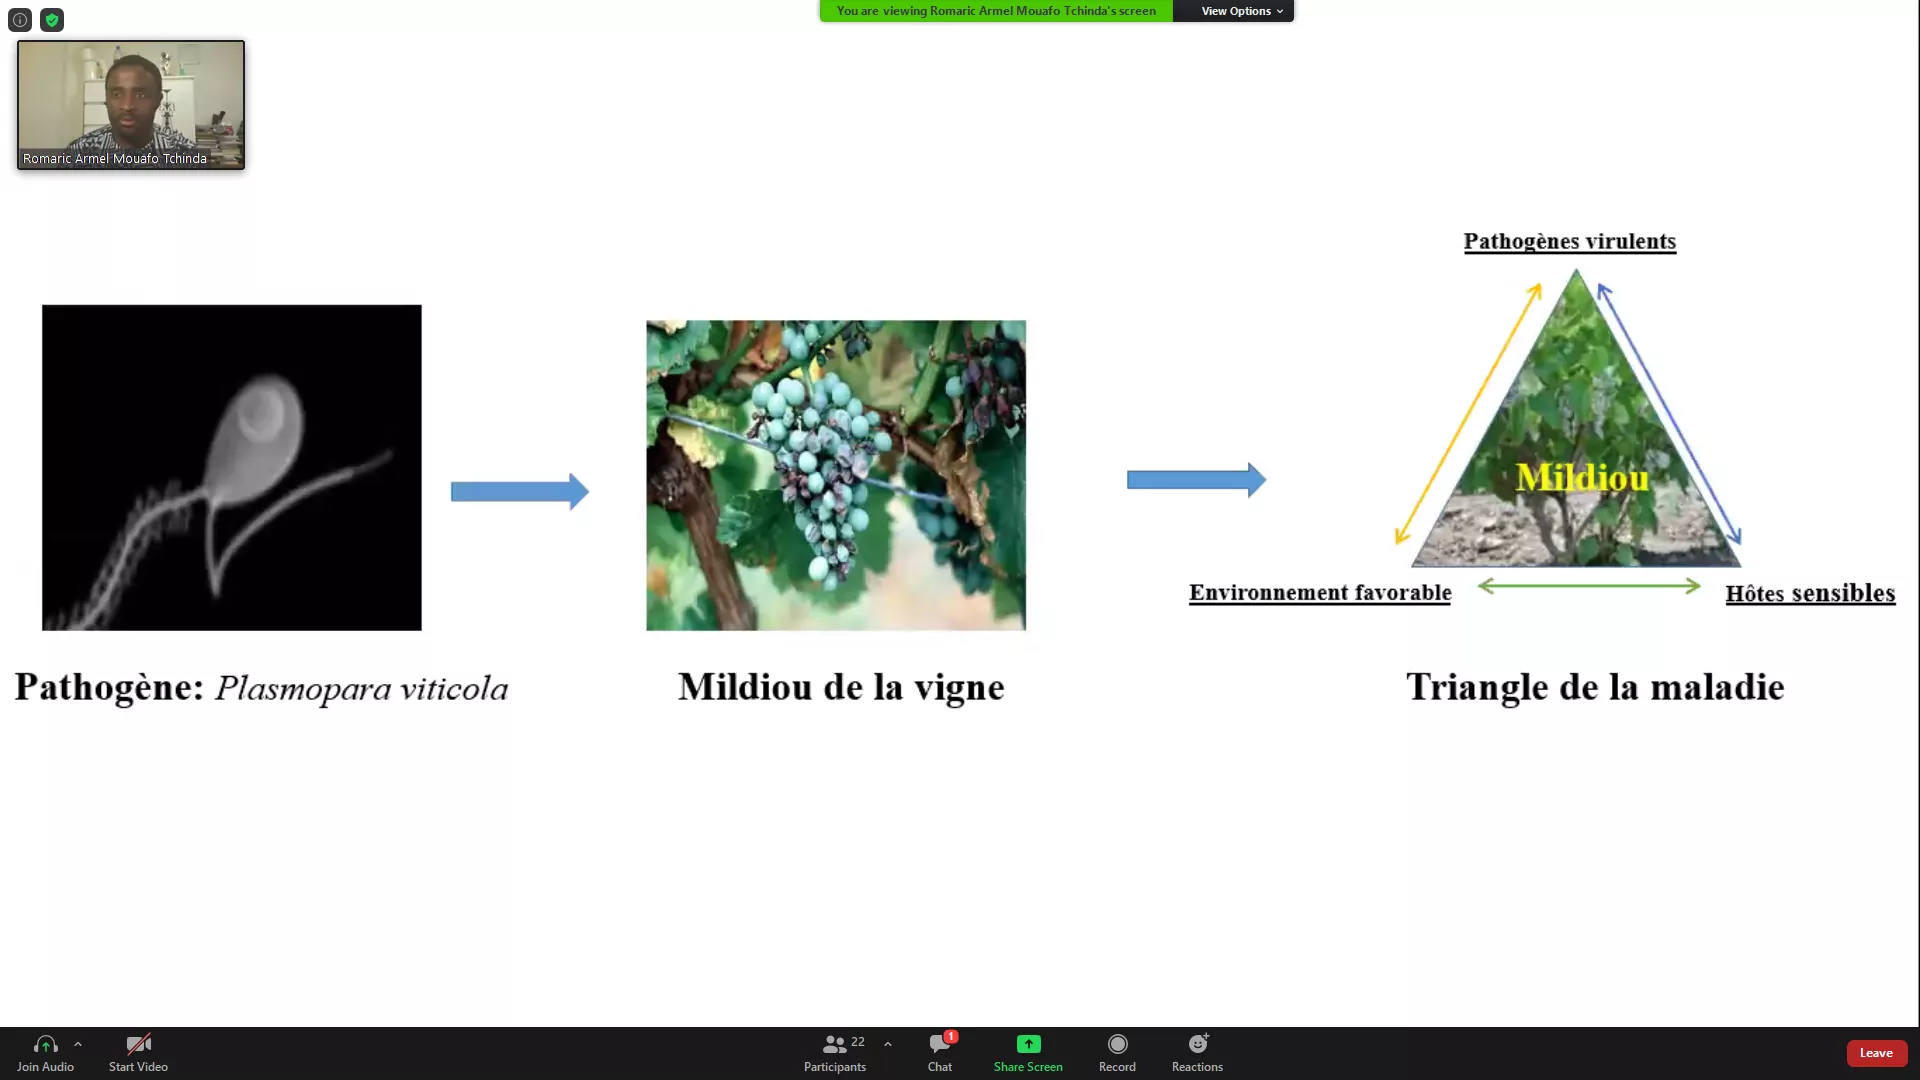 You are viewing Romaric Armel Mouafo Tchinda's screen
View Options
Romaric Armel Mouafo Tchinda
Pathogènes virulents
Mildiou
Environnement favorable
Hôtes sensibles
Pathogène: Plasmopara viticola
Mildiou de la vigne
Triangle de la maladie
Join Audio
Start Video
22
Participants
1
Chat
Share Screen
Record
Reactions
Leave